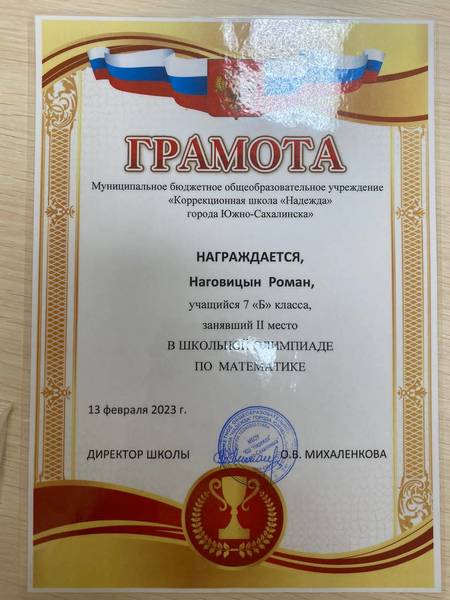 ГРАМОТА
Муниципальное бюджетное общеобразовательное учреждение
«Коррекционная школа «Надежда»
города Южно-Сахалинска»
НАГРАЖДАЕТСЯ,
Наговицын Роман,
учащийся 7 «Б» класса,
занявший II место
В ШКОЛЬНОЙ ОЛИМПИАДЕ
ПО МАТЕМАТИКЕ
13 февраля 2023 г.
ДИРЕКТОР ШКОЛЫ
О.В. МИХАЛЕНКОВА